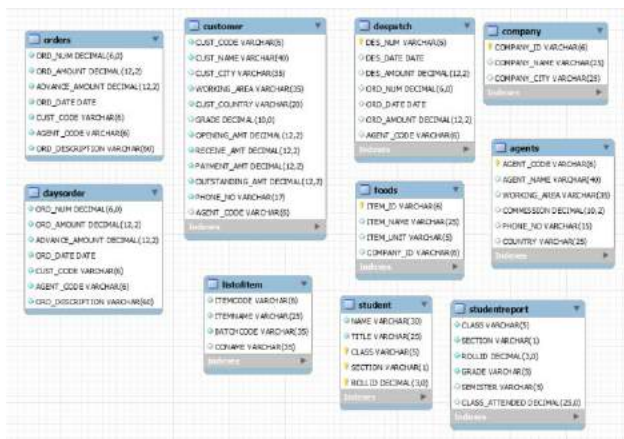 orders
ORD_NUM DECIMAL(6,0)
ORD_AMOUNT DECIMAL(12,2)
ADVANCE_AMOUNT DECIMAL(12,2)
ORD_DATE DATE
CUST_CODE VARCHAR(6)
AGENT_CODE VARCHAR(6)
ORD_DESCRIPTION VARCHAR(60)
customer
CUST_CODE VARCHAR(6)
CUST_NAME VARCHAR(40)
CUST_CITY VARCHAR(35)
WORKING_AREA VARCHAR(35)
CUST_COUNTRY VARCHAR(20)
GRADE DECIMAL(10,0)
OPENING_AMT DECIMAL(12,2)
RECEIVE_AMT DECIMAL(12,2)
PAYMENT_AMT DECIMAL(12,2)
OUTSTANDING_AMT DECIMAL(12,2)
PHONE_NO VARCHAR(17)
AGENT_CODE VARCHAR(6)
Indexes
despatch
DES_NUM VARCHAR(6)
DES_DATE DATE
DES_AMOUNT DECIMAL(12,2)
ORD_NUM DECIMAL(6,0)
ORD_DATE DATE
ORD_AMOUNT DECIMAL(12,2)
AGENT_CODE VARCHAR(6)
Indexes
company
COMPANY_ID VARCHAR(6)
COMPANY_NAME VARCHAR(25)
COMPANY_CITY VARCHAR(25)
Indexes
daysorder
ORD_NUM DECIMAL(6,0)
ORD_AMOUNT DECIMAL(12,2)
ADVANCE_AMOUNT DECIMAL(12,2)
ORD_DATE DATE
CUST_CODE VARCHAR(6)
AGENT_CODE VARCHAR(6)
ORD_DESCRIPTION VARCHAR(60)
foods
ITEM_ID VARCHAR(6)
ITEM_NAME VARCHAR(25)
ITEM_UNIT VARCHAR(5)
COMPANY_ID VARCHAR(6)
Indexes
agents
AGENT_CODE VARCHAR(6)
AGENT_NAME VARCHAR(40)
WORKING_AREA VARCHAR(35)
COMMISSION DECIMAL(10,2)
PHONE_NO VARCHAR(15)
COUNTRY VARCHAR(25)
Indexes
listofitem
ITEMCODE VARCHAR(6)
ITEMNAME VARCHAR(25)
BATCHCODE VARCHAR(35)
CONAME VARCHAR(35)
Indexes
student
NAME VARCHAR(30)
TITLE VARCHAR(25)
CLASS VARCHAR(5)
SECTION VARCHAR(1)
ROLLID DECIMAL(3,0)
Indexes
studentreport
CLASS VARCHAR(5)
SECTION VARCHAR(1)
ROLLID DECIMAL(3,0)
GRADE VARCHAR(5)
SEMISTER VARCHAR(5)
CLASS_ATTENDED DECIMAL(25,0)
Indexes